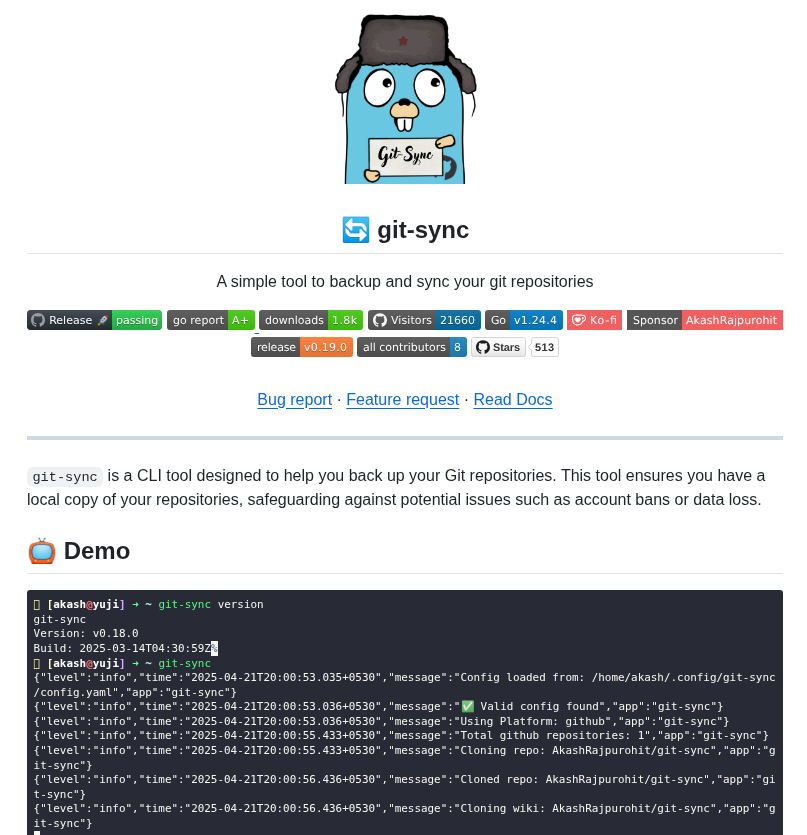 Git-Sync
git-sync
A simple tool to backup and sync your git repositories
Release passing go report A+ downloads 1.8k Visitors 21660 Go v1.24.4 Ko-fi Sponsor AkashRajpurohit
release v0.19.0 all contributors 8 Stars 513
Bug report · Feature request · Read Docs
git-sync is a CLI tool designed to help you back up your Git repositories. This tool ensures you have a
local copy of your repositories, safeguarding against potential issues such as account bans or data loss.
Demo
[akash@yuji] ➜ ~ git-sync version
git-sync
Version: v0.18.0
Build: 2025-03-14T04:30:59Z%
[akash@yuji] ➜ ~ git-sync
{"level":"info","time":"2025-04-21T20:00:53.035+0530","message":"Config loaded from: /home/akash/.config/git-sync
/config.yaml","app":"git-sync"}
{"level":"info","time":"2025-04-21T20:00:53.036+0530","message":"✅ Valid config found","app":"git-sync"}
{"level":"info","time":"2025-04-21T20:00:53.036+0530","message":"Using Platform: github","app":"git-sync"}
{"level":"info","time":"2025-04-21T20:00:55.433+0530","message":"Total github repositories: 1","app":"git-sync"}
{"level":"info","time":"2025-04-21T20:00:55.433+0530","message":"Cloning repo: AkashRajpurohit/git-sync","app":"g
it-sync"}
{"level":"info","time":"2025-04-21T20:00:56.436+0530","message":"Cloned repo: AkashRajpurohit/git-sync","app":"gi
t-sync"}
{"level":"info","time":"2025-04-21T20:00:56.436+0530","message":"Cloning wiki: AkashRajpurohit/git-sync","app":"g
it-sync"}